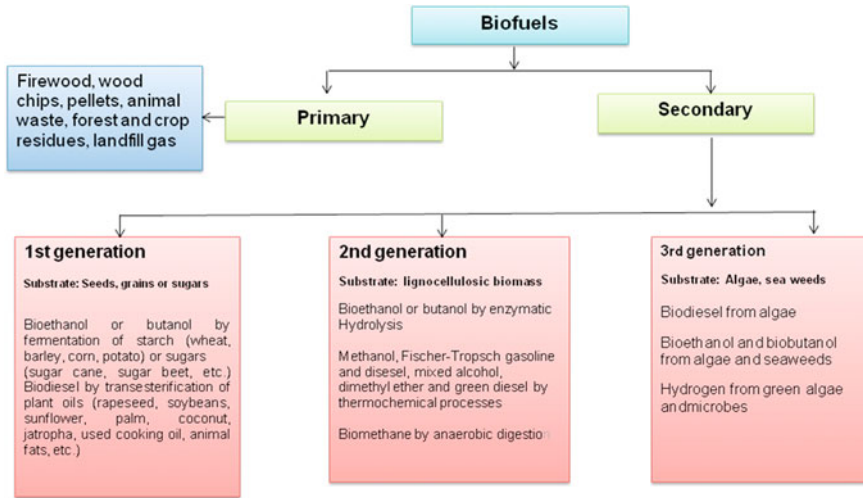 Biofuels
Firewood, wood
chips, pellets, animal
waste, forest and crop
residues, landfill gas
Primary
Secondary
1st generation
Substrate: Seeds, grains or sugars
Bioethanol or butanol by
fermentation of starch (wheat,
barley, corn, potato) or sugars
(sugar cane, sugar beet, etc.)
Biodiesel by transesterification of
plant oils (rapeseed, soybeans,
sunflower, palm, coconut,
jatropha, used cooking oil, animal
fats, etc.)
2nd generation
Substrate: lignocellulosic biomass
Bioethanol or butanol by enzymatic
Hydrolysis
Methanol, Fischer-Tropsch gasoline
and disesel, mixed alcohol,
dimethyl ether and green diesel by
thermochemical processes
Biomethane by anaerobic digestion
3rd generation
Substrate: Algae, sea weeds
Biodiesel from algae
Bioethanol and biobutanol
from algae and seaweeds
Hydrogen from green algae
andmicrobes